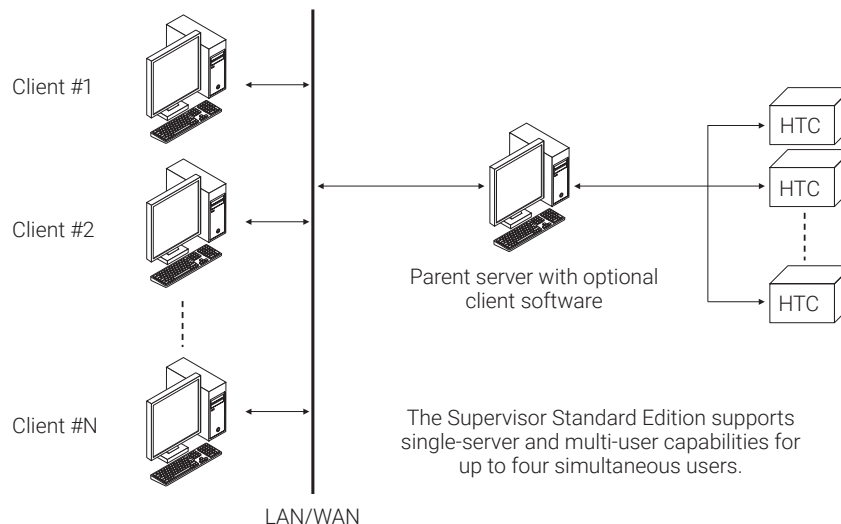 Client #1
HTC
HTC
Client #2
Parent server with optional
client software
HTC
Client #N
The Supervisor Standard Edition supports
single-server and multi-user capabilities for
up to four simultaneous users.
LAN/WAN